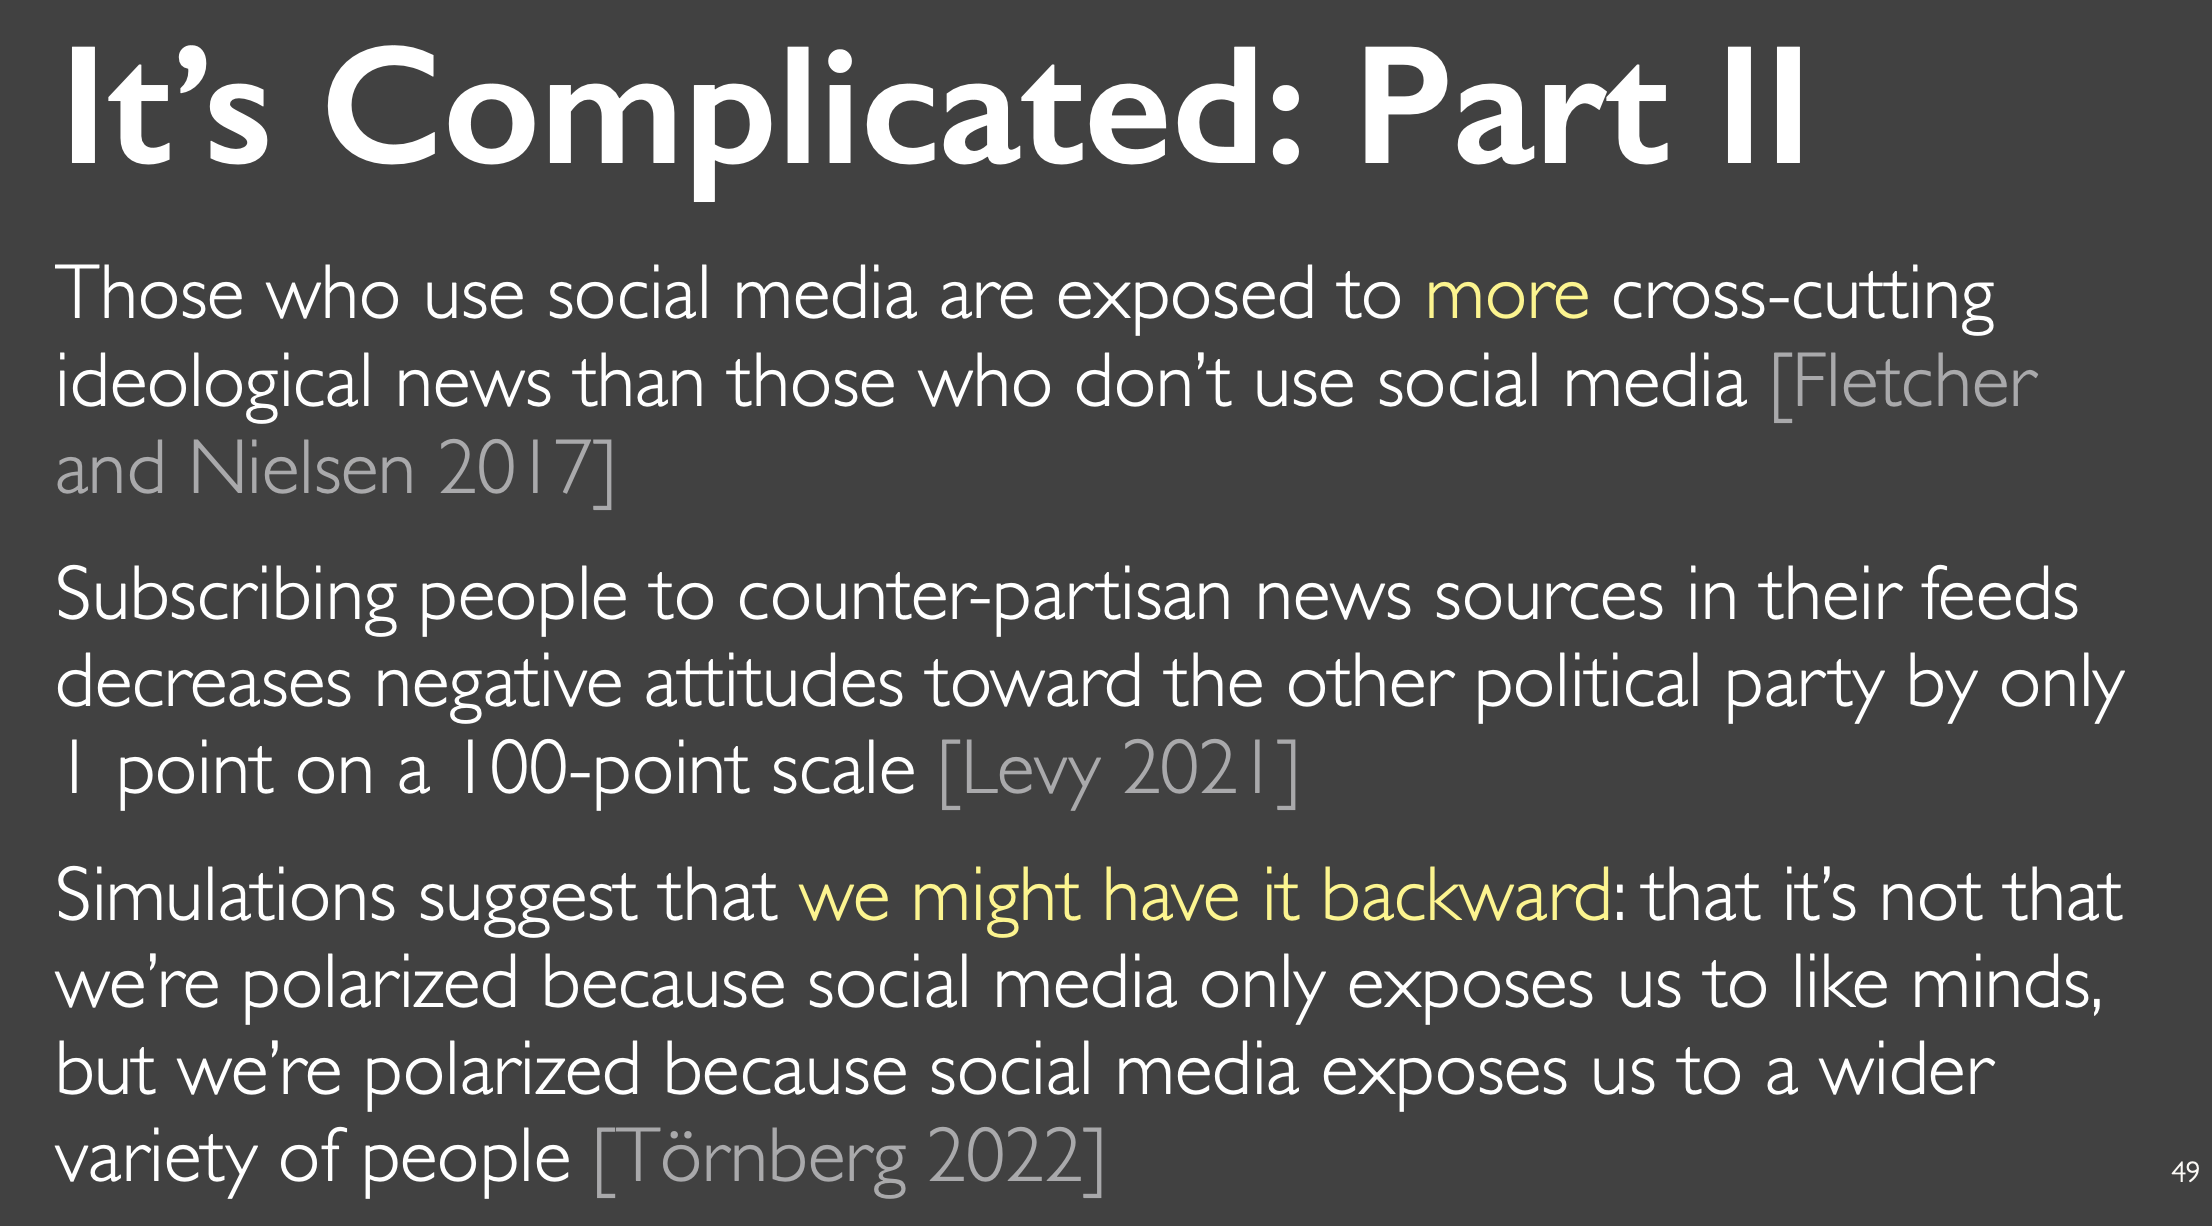 It’s Complicated: Part II
Those who use social media are exposed to more cross-cutting
ideological news than those who don’t use social media [Fletcher
and Nielsen 2017]
Subscribing people to counter-partisan news sources in their feeds
decreases negative attitudes toward the other political party by only
1 point on a 100-point scale [Levy 2021]
Simulations suggest that we might have it backward: that it’s not that
we’re polarized because social media only exposes us to like minds,
but we’re polarized because social media exposes us to a wider
variety of people [Törnberg 2022]
49